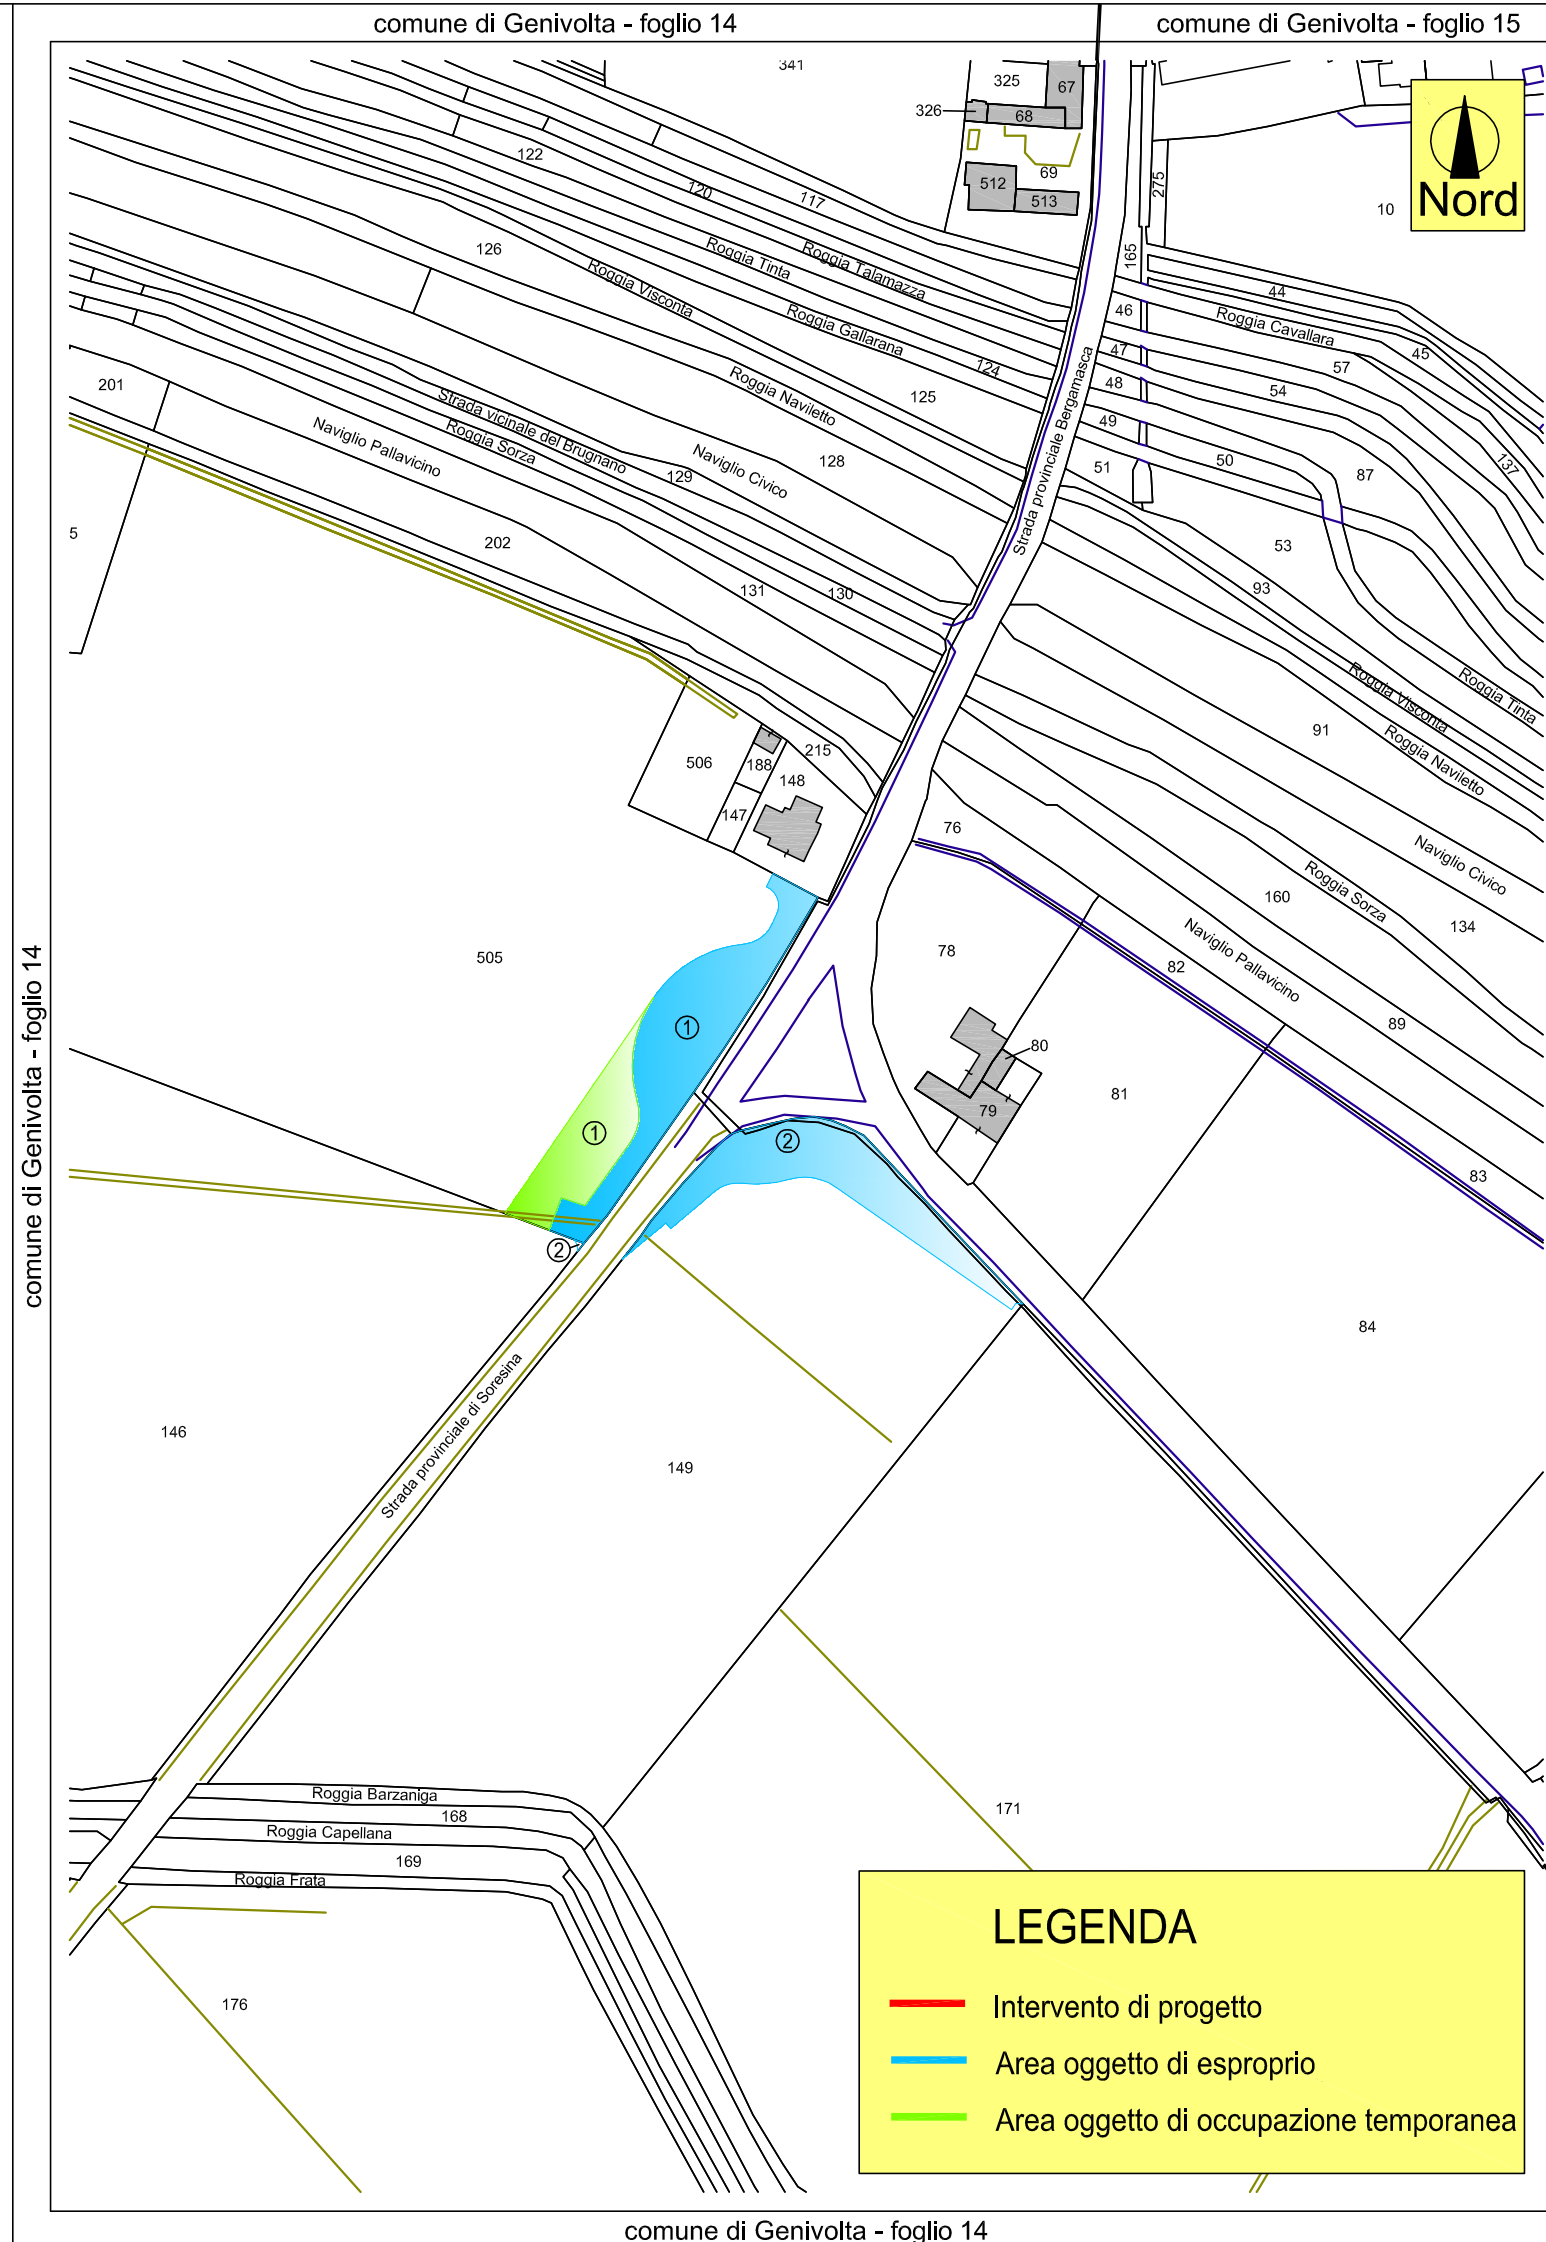 comune di Genivolta - foglio 14
comune di Genivolta - foglio 15
341
325
67
326
68
69
512
513
275
10
Nord
122
120
117
165
126
Roggia Tinta
Roggia Talamazza
Roggia Visconta
Roggia Gallarana
44
46
Roggia Cavallara
45
47
57
124
48
54
125
Roggia Naviletto
201
Strada vicinale del Brugnano
Roggia Sorza
Naviglio Pallavicino
Naviglio Civico
128
129
Strada provinciale Bergamasca
49
50
51
87
137
5
202
53
93
131
130
Roggia Visconta
Roggia Tinta
91
Roggia Naviletto
506
188
215
148
147
76
Naviglio Civico
Roggia Sorza
160
134
Naviglio Pallavicino
505
78
82
89
1
80
81
79
1
2
83
2
comune di Genivolta - foglio 14
84
Strada provinciale di Soresina
146
149
171
Roggia Barzaniga
168
Roggia Capellana
169
Roggia Frata
176
LEGENDA
Intervento di progetto
Area oggetto di esproprio
Area oggetto di occupazione temporanea
comune di Genivolta - foglio 14